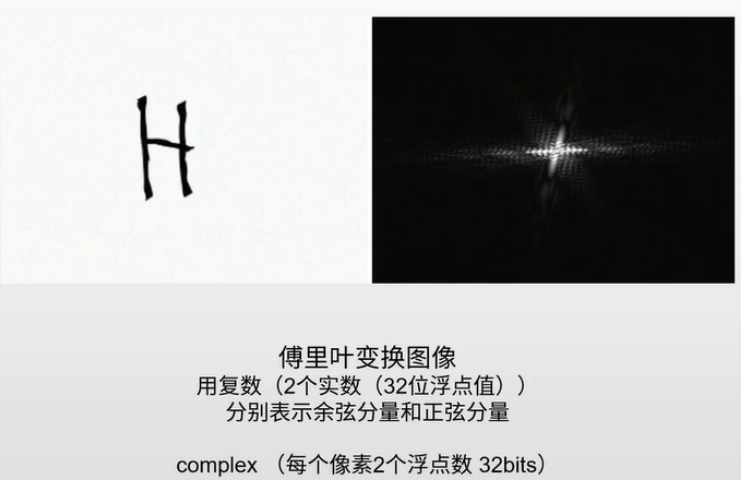 H
傅里叶变换图像
用复数（2个实数（32位浮点值））
分别表示余弦分量和正弦分量
complex （每个像素2个浮点数 32bits）